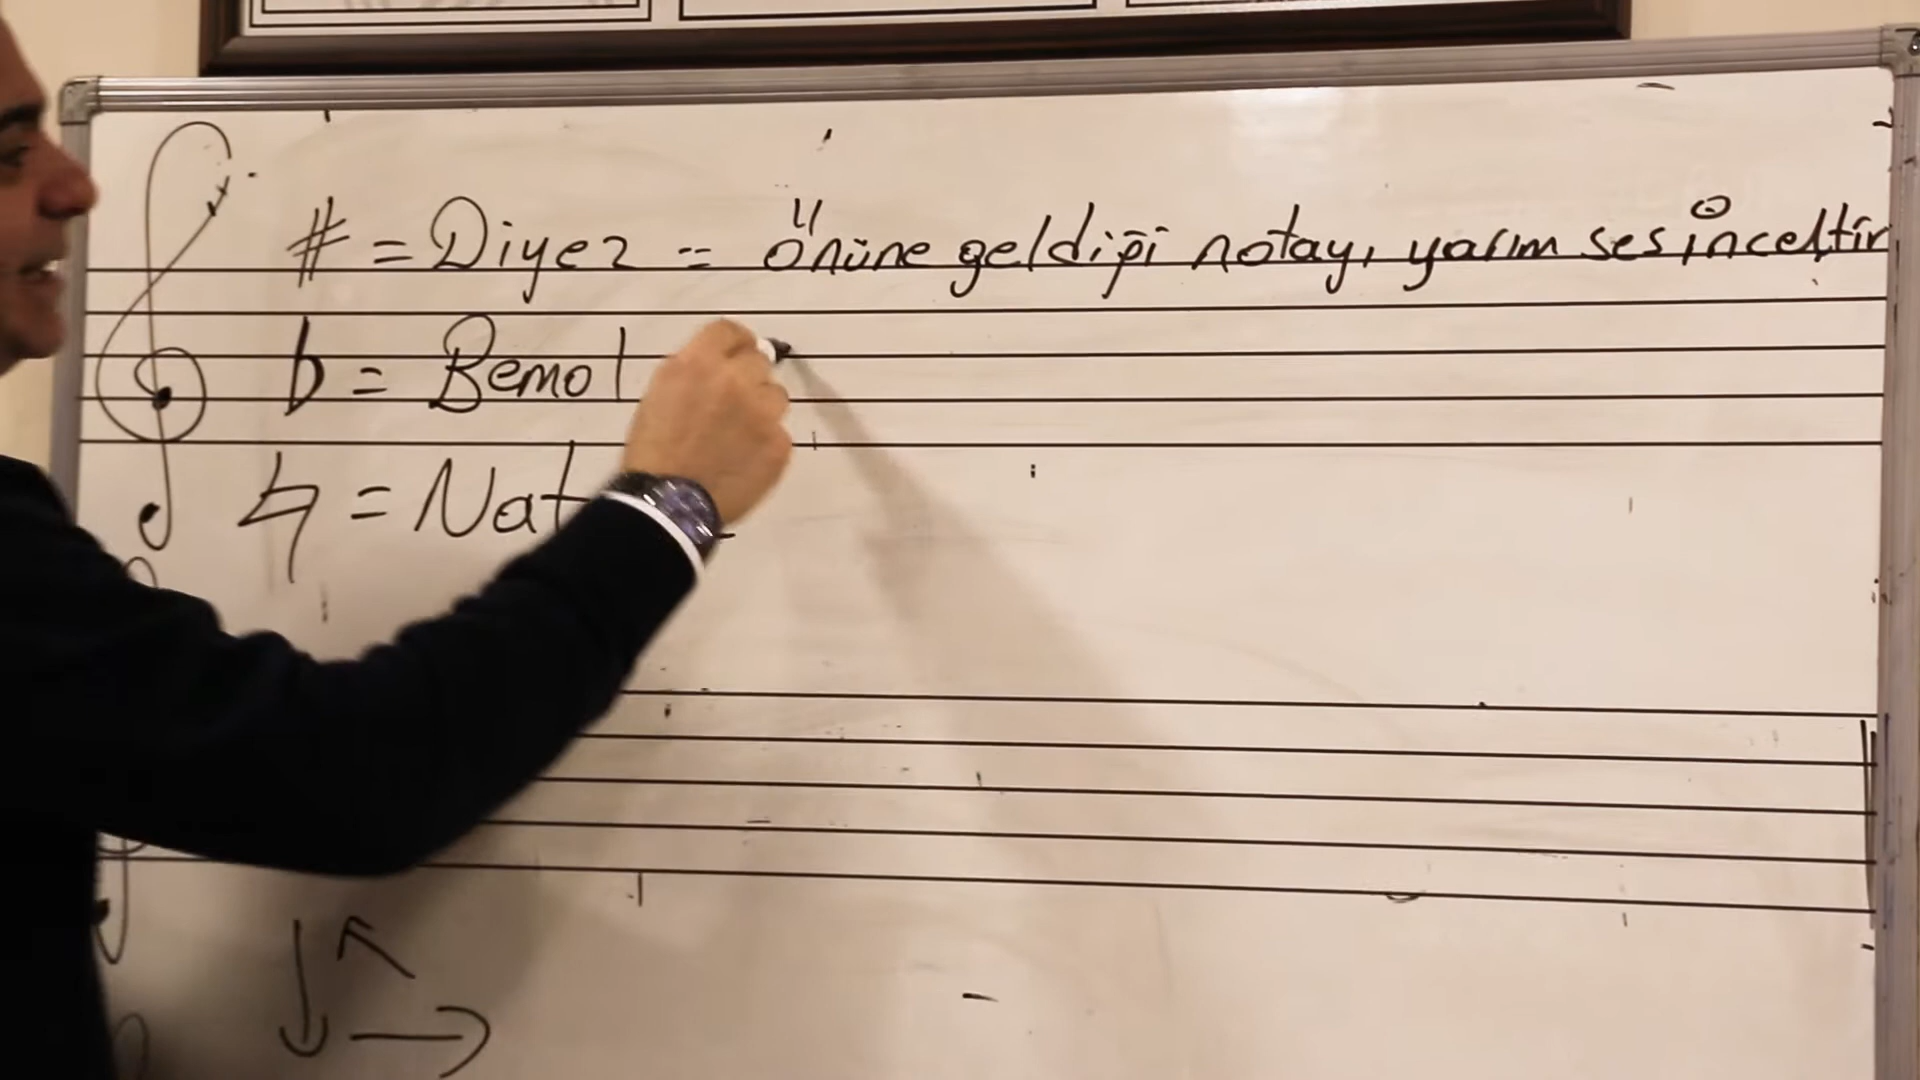 # = Diyez = önüne geldiği notayı yarım ses inceltir
b = Bemol
♮ = Nat